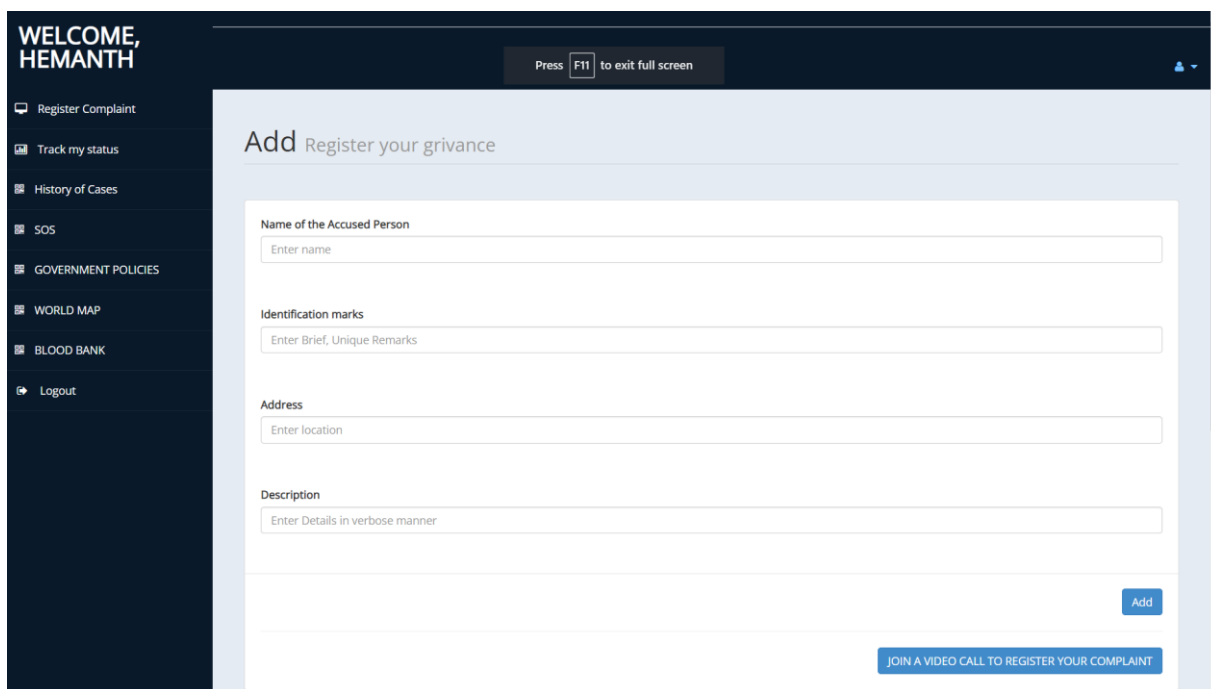 WELCOME,
HEMANTH
Press F11 to exit full screen
Register Complaint
Track my status
History of Cases
SOS
GOVERNMENT POLICIES
WORLD MAP
BLOOD BANK
Logout
Add Register your grivance
Name of the Accused Person
Enter name
Identification marks
Enter Brief, Unique Remarks
Address
Enter location
Description
Enter Details in verbose manner
Add
JOIN A VIDEO CALL TO REGISTER YOUR COMPLAINT